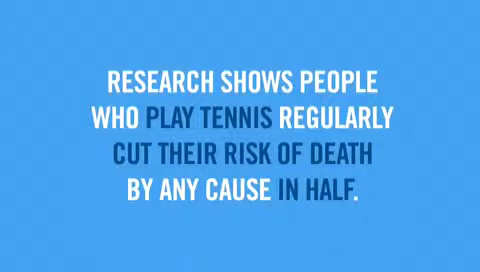 RESEARCH SHOWS PEOPLE
WHO PLAY TENNIS REGULARLY
CUT THEIR RISK OF DEATH
BY ANY CAUSE IN HALF.